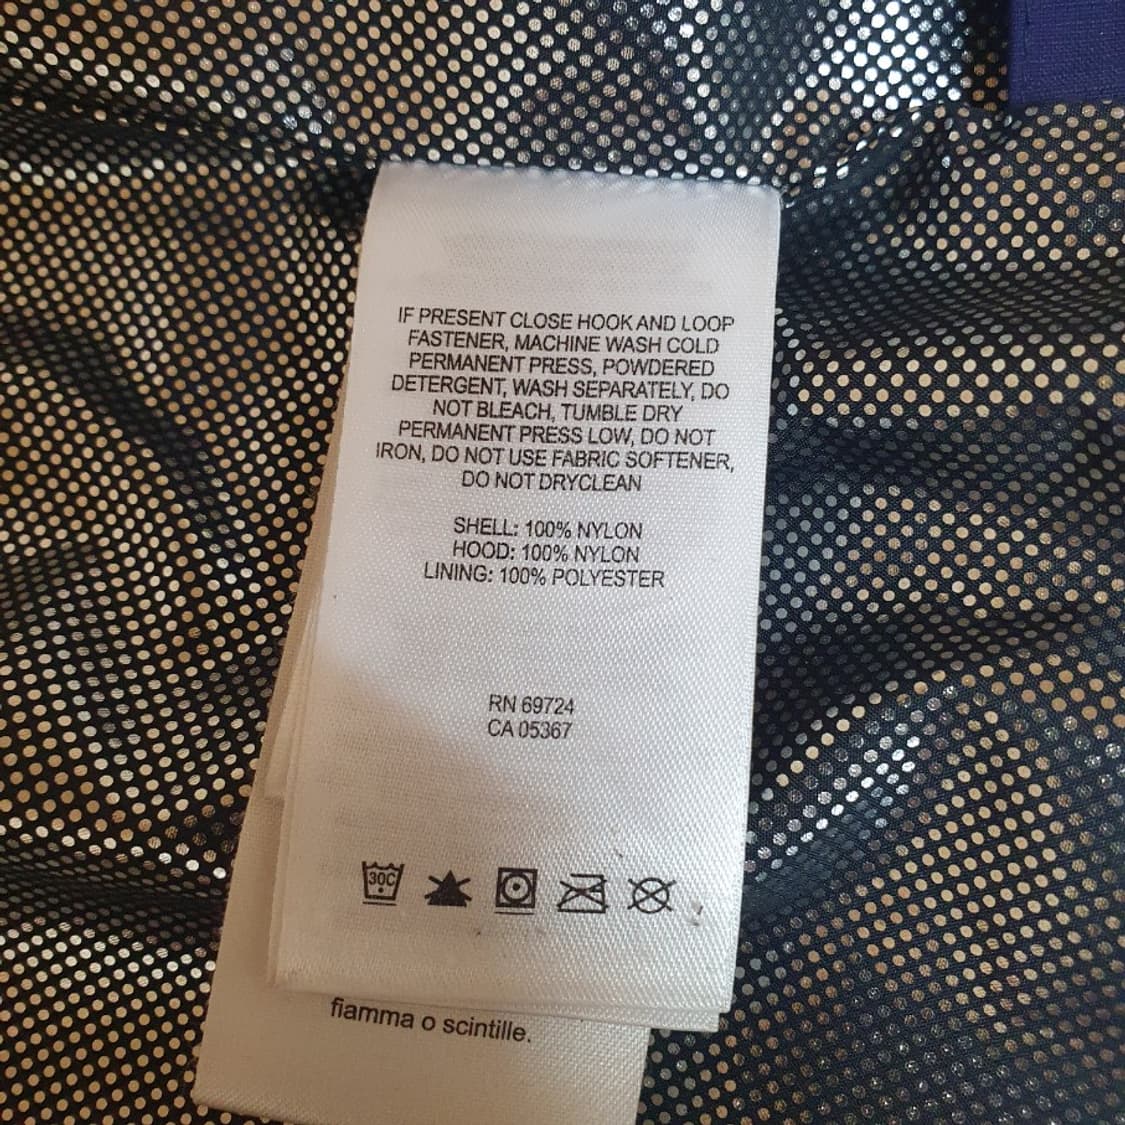 IF PRESENT CLOSE HOOK AND LOOP
FASTENER, MACHINE WASH COLD
PERMANENT PRESS, POWDERED
DETERGENT, WASH SEPARATELY, DO
NOT BLEACH, TUMBLE DRY
PERMANENT PRESS LOW, DO NOT
IRON, DO NOT USE FABRIC SOFTENER,
DO NOT DRYCLEAN
SHELL: 100% NYLON
HOOD: 100% NYLON
LINING: 100% POLYESTER
RN 69724
CA 05367
30C
fiamma o scintille.